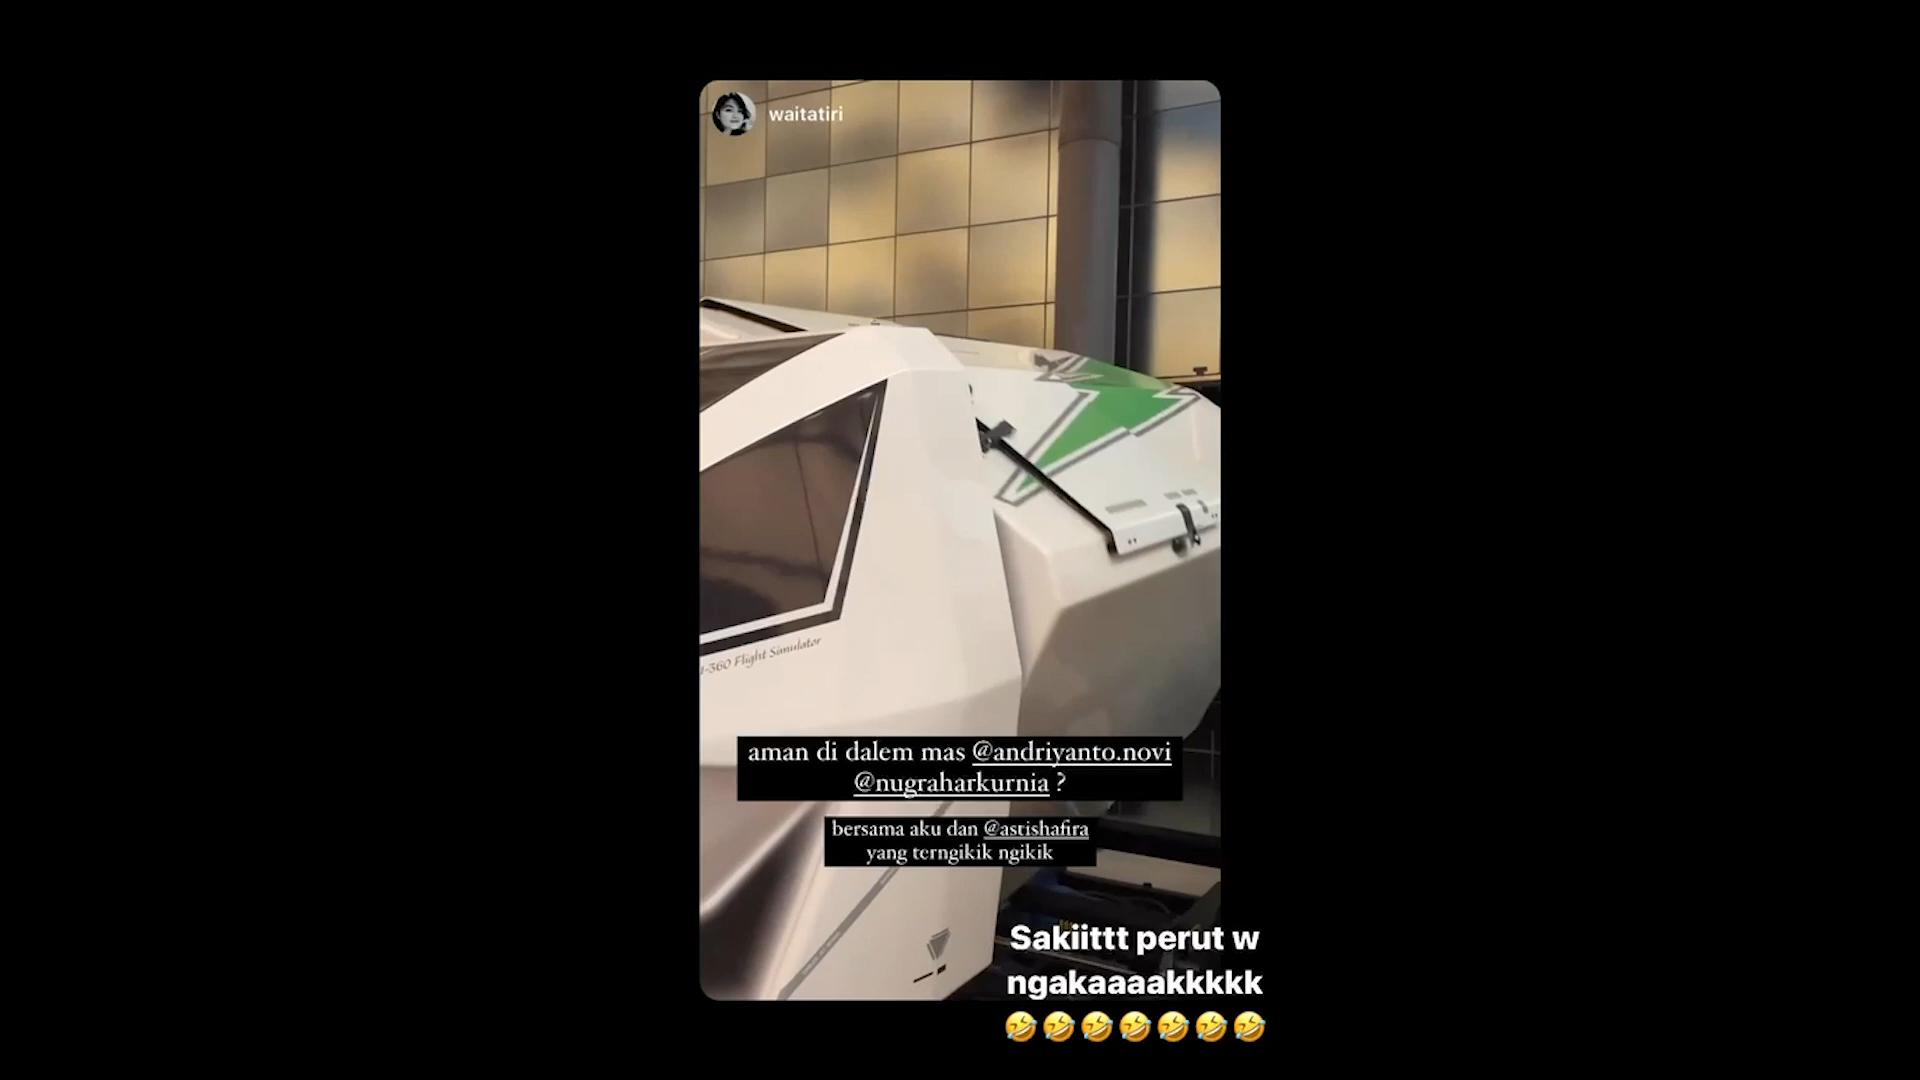 waitatiri
-360 Flight Simulator
aman di dalem mas @andriyanto.novi
@nugraharkurnia ?
bersama aku dan @astishafira
yang terngikik ngikik
Sakiittt perut w
ngakaaaakkkkk
🤣🤣🤣🤣🤣🤣🤣